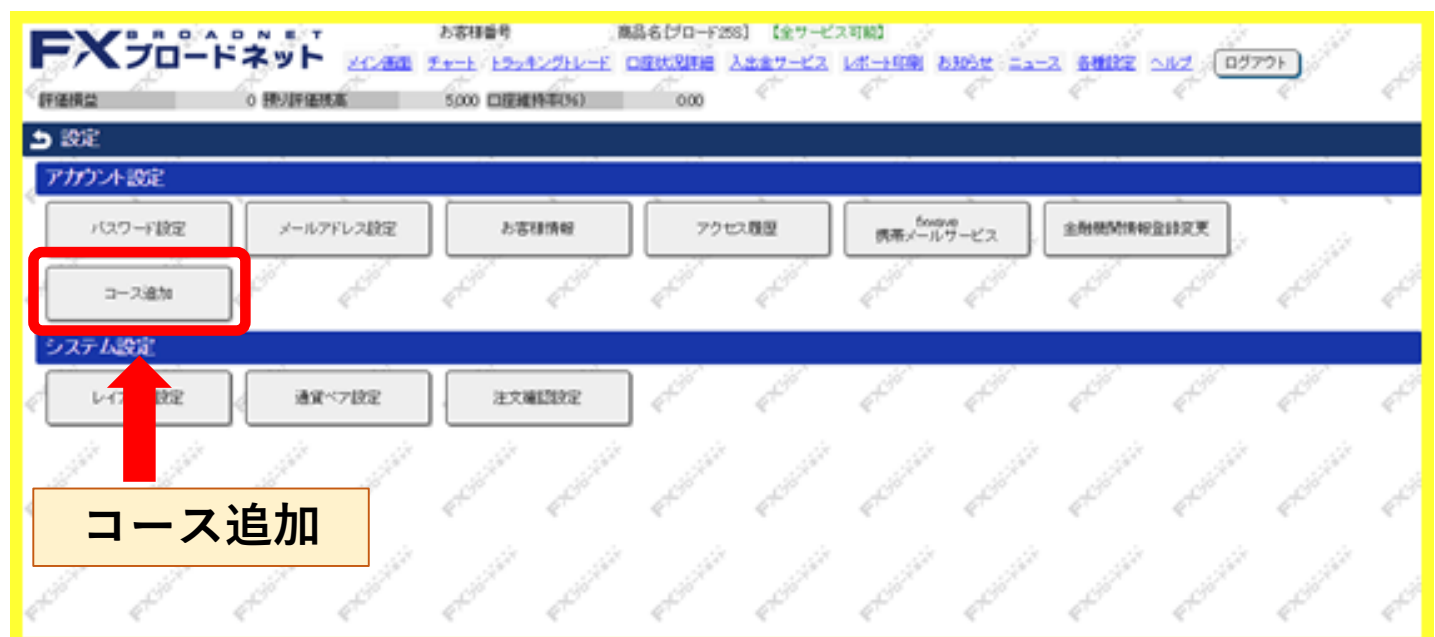 お客様番号 商品名【ブロード25S】 【全サービス可能】
BROADNET
FXブロードネット
メイン画面 チャート トラッキングトレード 口座状況詳細 入出金サービス レポート印刷 お知らせ ニュース 各種設定 ヘルプ ログアウト
評価損益 0 預り評価残高 5,000 口座維持率(%) 0.00
設定
アカウント設定
パスワード設定 メールアドレス設定 お客様情報 アクセス履歴 fxwave 携帯メールサービス 金融機関情報登録変更
コース追加
システム設定
設定 通貨ペア設定 注文確認設定
コース追加